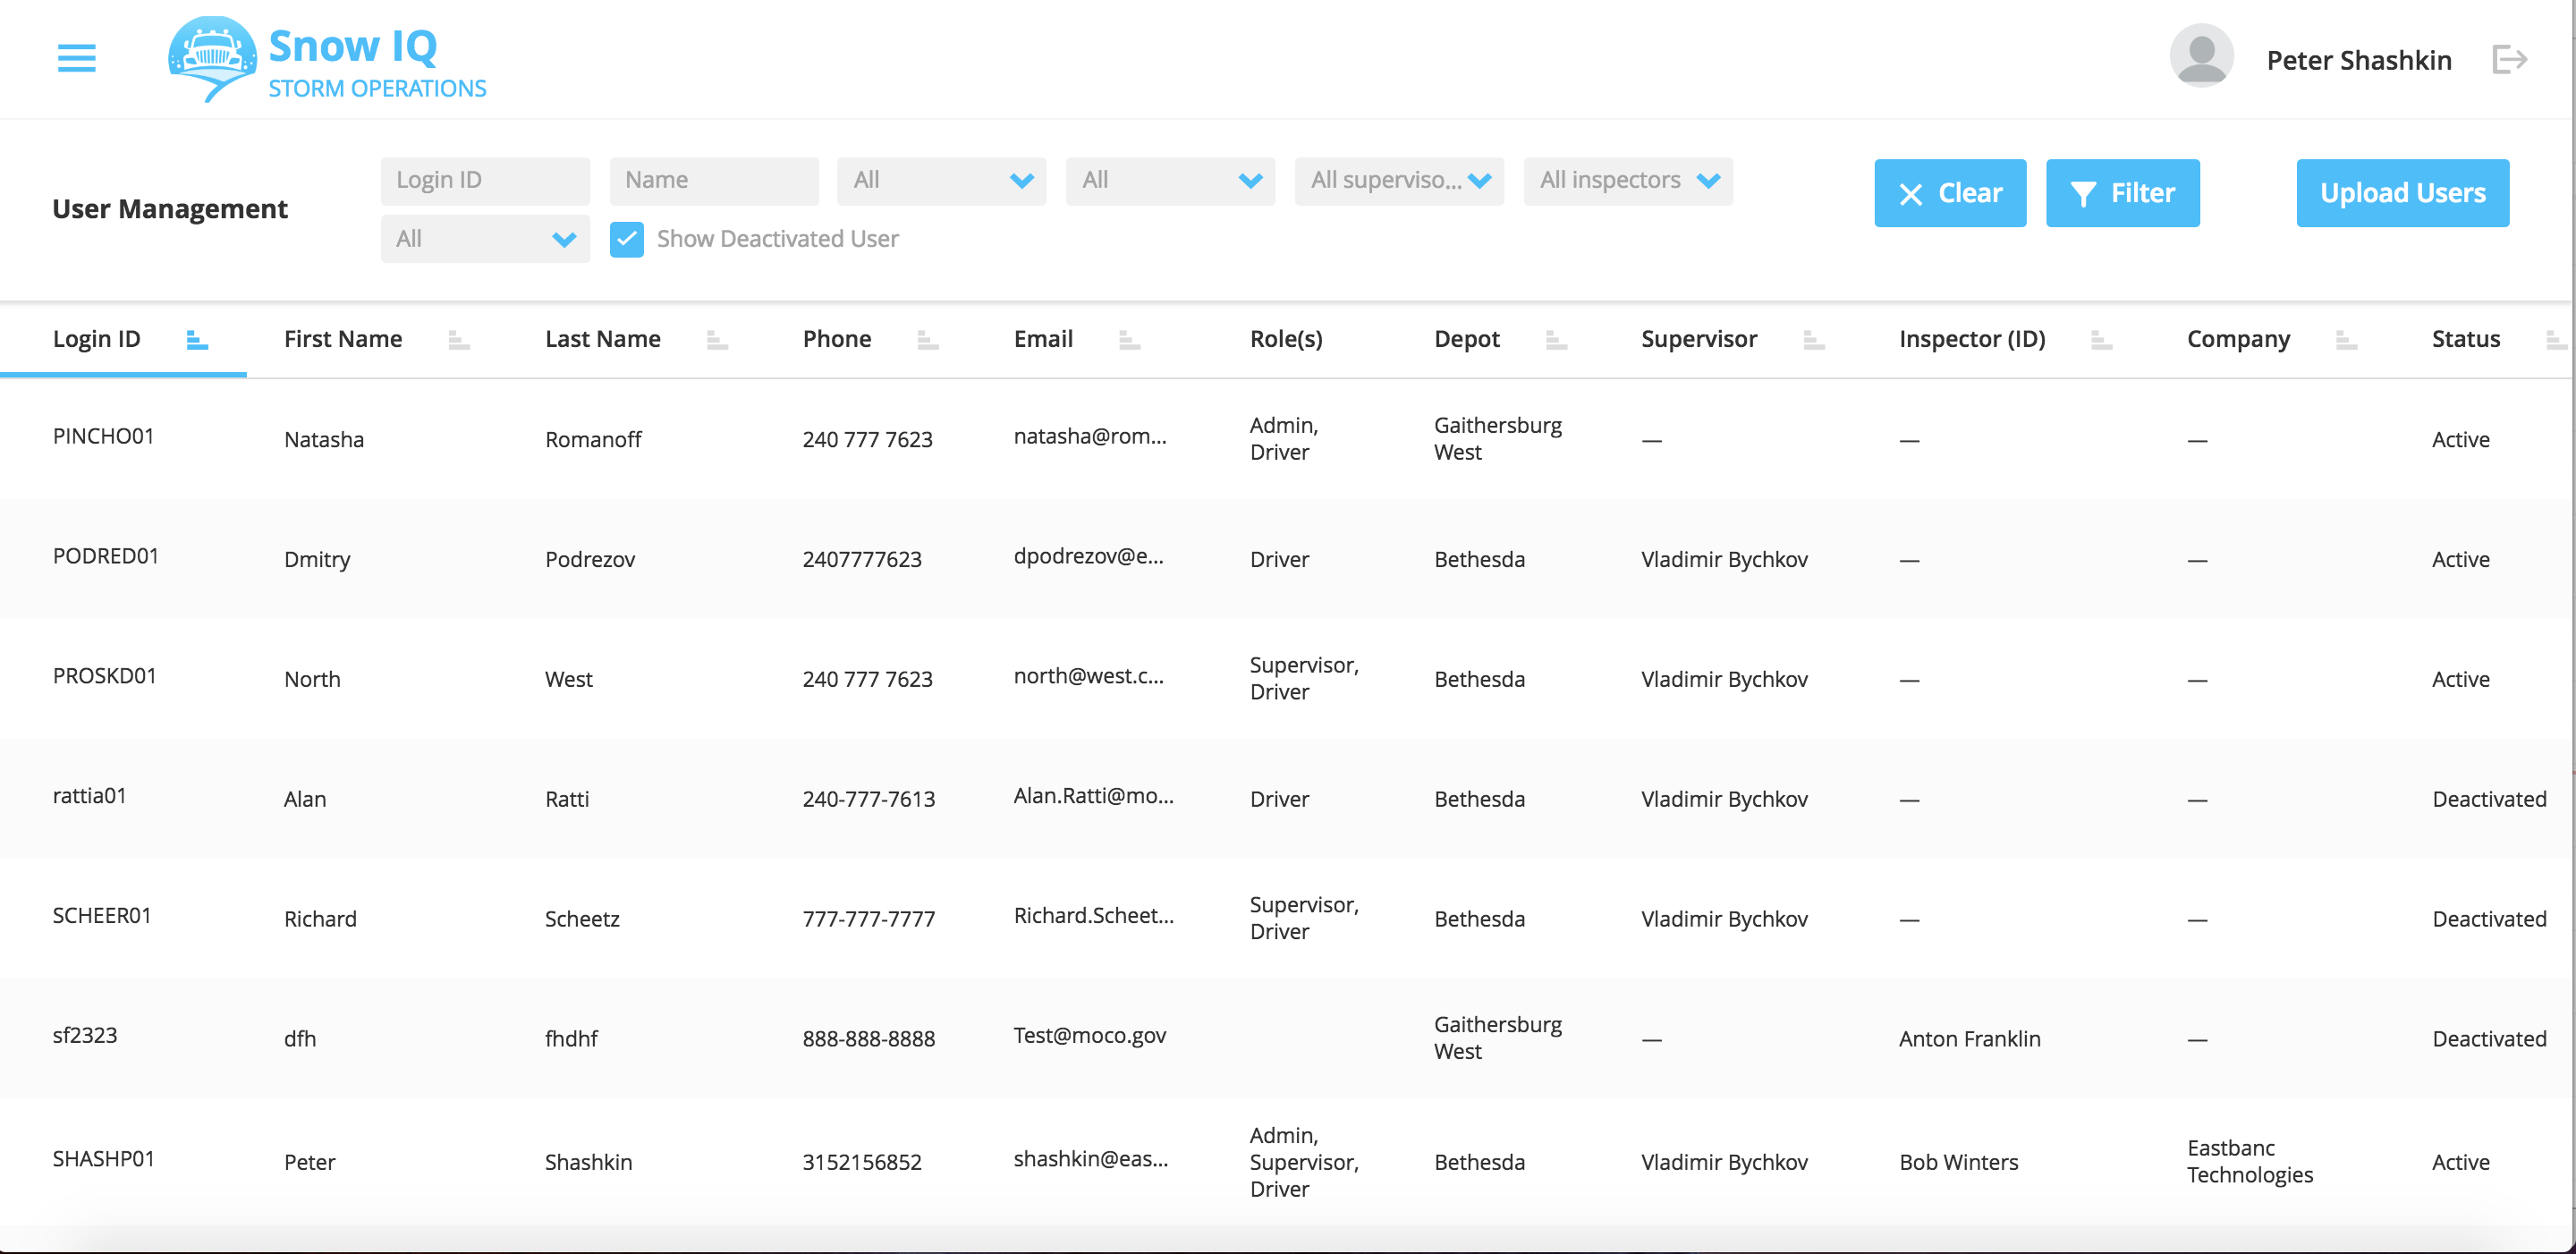 Snow IQ
STORM OPERATIONS
Peter Shashkin
User Management
Login ID Name All All All superviso... All inspectors
All Show Deactivated User
Clear Filter Upload Users
Login ID First Name Last Name Phone Email Role(s) Depot Supervisor Inspector (ID) Company Status
PINCHO01 Natasha Romanoff 240 777 7623 natasha@rom... Admin, Driver Gaithersburg West — — — Active
PODRED01 Dmitry Podrezov 2407777623 dpodrezov@e... Driver Bethesda Vladimir Bychkov — — Active
PROSKD01 North West 240 777 7623 north@west.c... Supervisor, Driver Bethesda Vladimir Bychkov — — Active
rattia01 Alan Ratti 240-777-7613 Alan.Ratti@mo... Driver Bethesda Vladimir Bychkov — — Deactivated
SCHEER01 Richard Scheetz 777-777-7777 Richard.Scheet... Supervisor, Driver Bethesda Vladimir Bychkov — — Deactivated
sf2323 dfh fhdhf 888-888-8888 Test@moco.gov Gaithersburg West — Anton Franklin — Deactivated
SHASHP01 Peter Shashkin 3152156852 shashkin@eas... Admin, Supervisor, Driver Bethesda Vladimir Bychkov Bob Winters Eastbanc Technologies Active